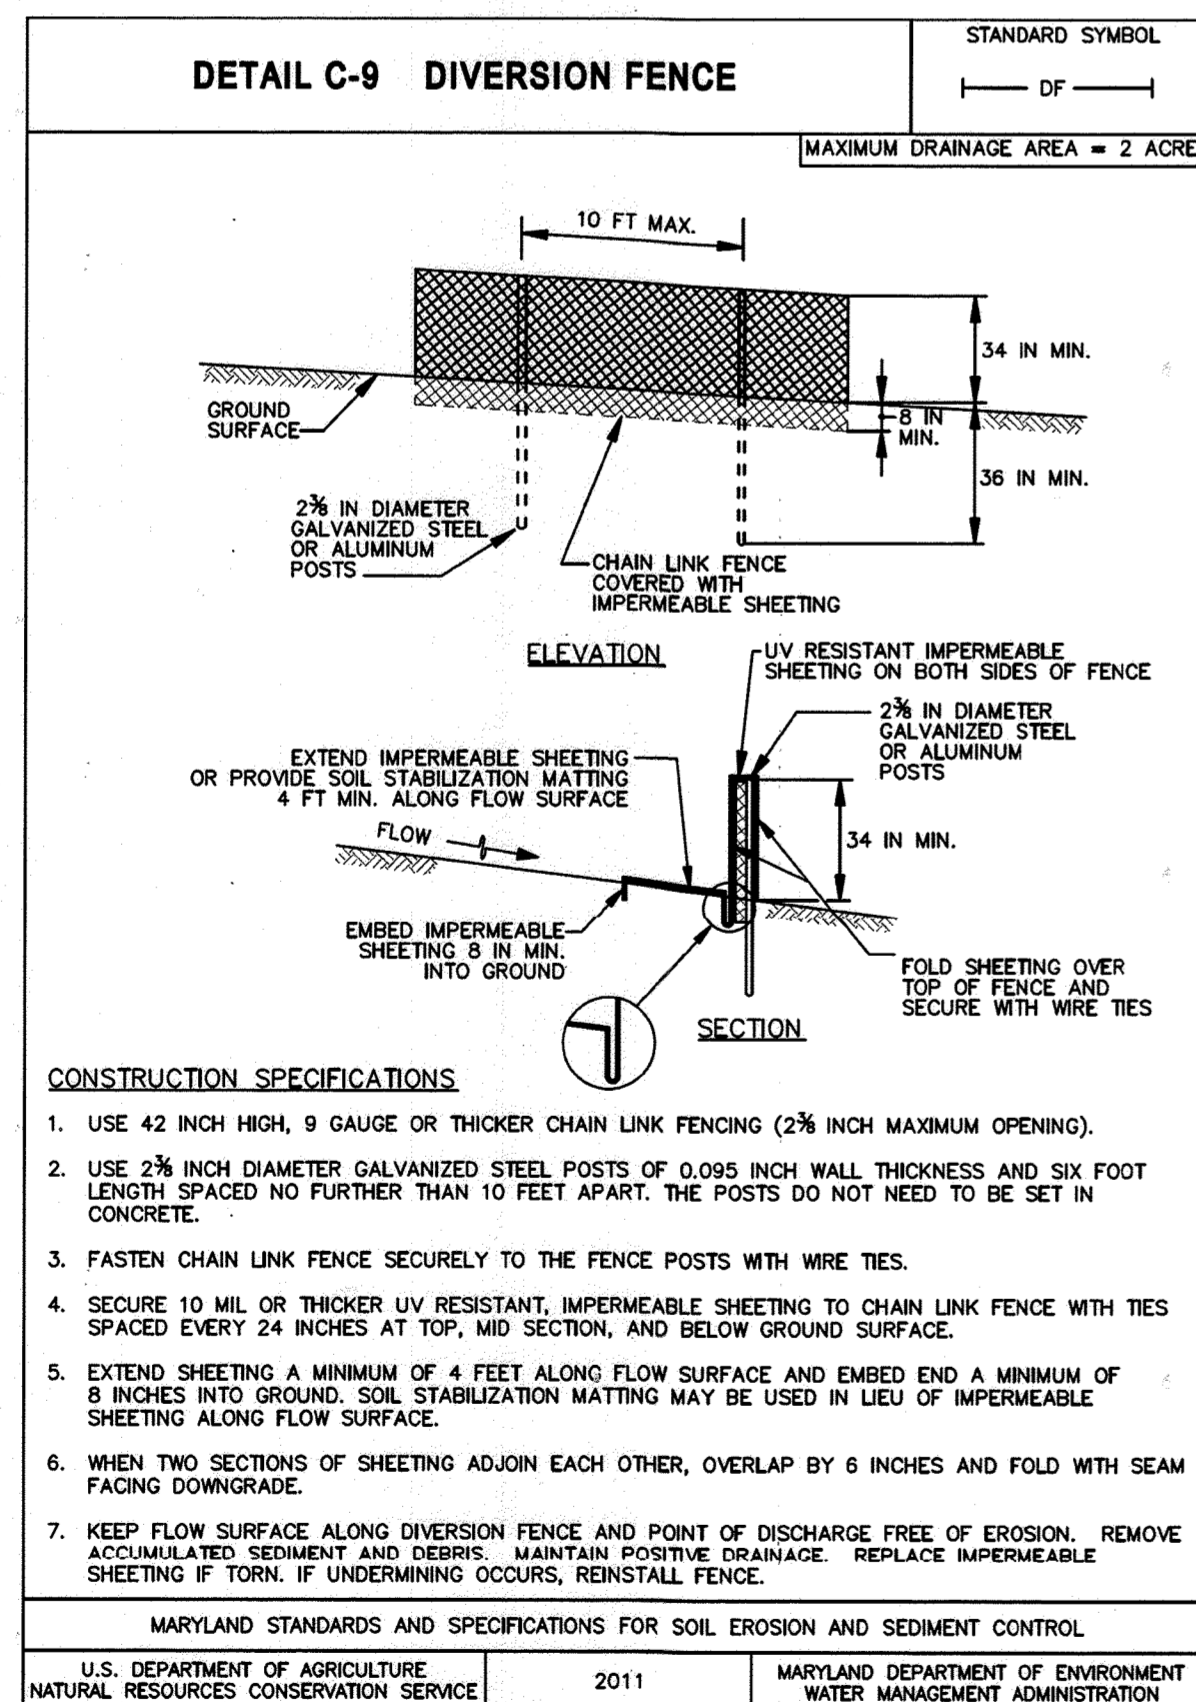 DETAIL C-9 DIVERSION FENCE
STANDARD SYMBOL
DF
MAXIMUM DRAINAGE AREA = 2 ACRE
10 FT MAX.
34 IN MIN.
GROUND
SURFACE
8 IN
MIN.
36 IN MIN.
2⅜ IN DIAMETER
GALVANIZED STEEL
OR ALUMINUM
POSTS
CHAIN LINK FENCE
COVERED WITH
IMPERMEABLE SHEETING
ELEVATION
UV RESISTANT IMPERMEABLE
SHEETING ON BOTH SIDES OF FENCE
2⅜ IN DIAMETER
GALVANIZED STEEL
OR ALUMINUM
POSTS
EXTEND IMPERMEABLE SHEETING
OR PROVIDE SOIL STABILIZATION MATTING
4 FT MIN. ALONG FLOW SURFACE
FLOW
34 IN MIN.
EMBED IMPERMEABLE
SHEETING 8 IN MIN.
INTO GROUND
FOLD SHEETING OVER
TOP OF FENCE AND
SECURE WITH WIRE TIES
SECTION
CONSTRUCTION SPECIFICATIONS
1. USE 42 INCH HIGH, 9 GAUGE OR THICKER CHAIN LINK FENCING (2⅜ INCH MAXIMUM OPENING).
2. USE 2⅜ INCH DIAMETER GALVANIZED STEEL POSTS OF 0.095 INCH WALL THICKNESS AND SIX FOOT
LENGTH SPACED NO FURTHER THAN 10 FEET APART. THE POSTS DO NOT NEED TO BE SET IN
CONCRETE.
3. FASTEN CHAIN LINK FENCE SECURELY TO THE FENCE POSTS WITH WIRE TIES.
4. SECURE 10 MIL OR THICKER UV RESISTANT, IMPERMEABLE SHEETING TO CHAIN LINK FENCE WITH TIES
SPACED EVERY 24 INCHES AT TOP, MID SECTION, AND BELOW GROUND SURFACE.
5. EXTEND SHEETING A MINIMUM OF 4 FEET ALONG FLOW SURFACE AND EMBED END A MINIMUM OF
8 INCHES INTO GROUND. SOIL STABILIZATION MATTING MAY BE USED IN LIEU OF IMPERMEABLE
SHEETING ALONG FLOW SURFACE.
6. WHEN TWO SECTIONS OF SHEETING ADJOIN EACH OTHER, OVERLAP BY 6 INCHES AND FOLD WITH SEAM
FACING DOWNGRADE.
7. KEEP FLOW SURFACE ALONG DIVERSION FENCE AND POINT OF DISCHARGE FREE OF EROSION. REMOVE
ACCUMULATED SEDIMENT AND DEBRIS. MAINTAIN POSITIVE DRAINAGE. REPLACE IMPERMEABLE
SHEETING IF TORN. IF UNDERMINING OCCURS, REINSTALL FENCE.
MARYLAND STANDARDS AND SPECIFICATIONS FOR SOIL EROSION AND SEDIMENT CONTROL
U.S. DEPARTMENT OF AGRICULTURE
NATURAL RESOURCES CONSERVATION SERVICE
2011
MARYLAND DEPARTMENT OF ENVIRONMENT
WATER MANAGEMENT ADMINISTRATION